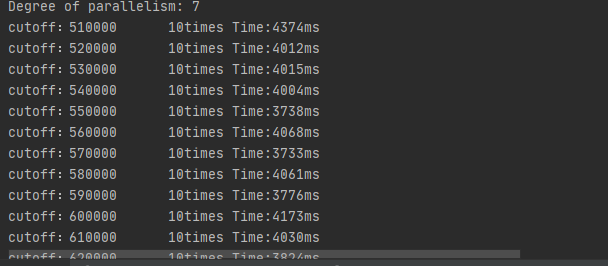 Degree of parallelism: 7
cutoff：510000 10times Time:4374ms
cutoff：520000 10times Time:4012ms
cutoff：530000 10times Time:4015ms
cutoff：540000 10times Time:4004ms
cutoff：550000 10times Time:3738ms
cutoff：560000 10times Time:4068ms
cutoff：570000 10times Time:3733ms
cutoff：580000 10times Time:4061ms
cutoff：590000 10times Time:3776ms
cutoff：600000 10times Time:4173ms
cutoff：610000 10times Time:4030ms
cutoff：620000 10times Time:3824ms